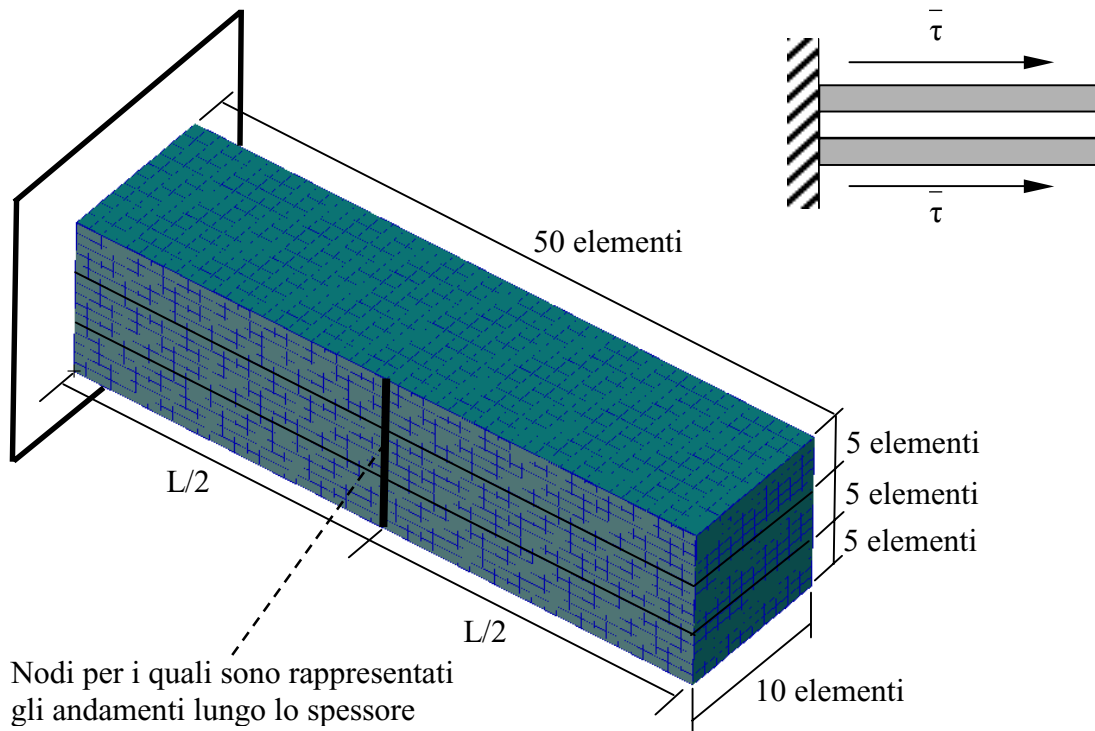 τ̄
τ̄
50 elementi
5 elementi
5 elementi
5 elementi
L/2
L/2
10 elementi
Nodi per i quali sono rappresentati
gli andamenti lungo lo spessore